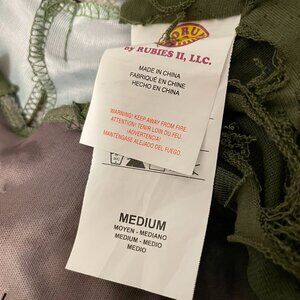 by RUBIES II, LLC.
MADE IN CHINA
FABRIQUÉ EN CHINE
HECHO EN CHINA
WARNING! KEEP AWAY FROM FIRE.
ATTENTION! TENIR LOIN DU FEU.
¡ADVERTENCIA!
MANTÉNGASE ALEJADO DEL FUEGO.
MEDIUM
MOYEN - MEDIANO
MEDIUM - MEDIO
MEDIO